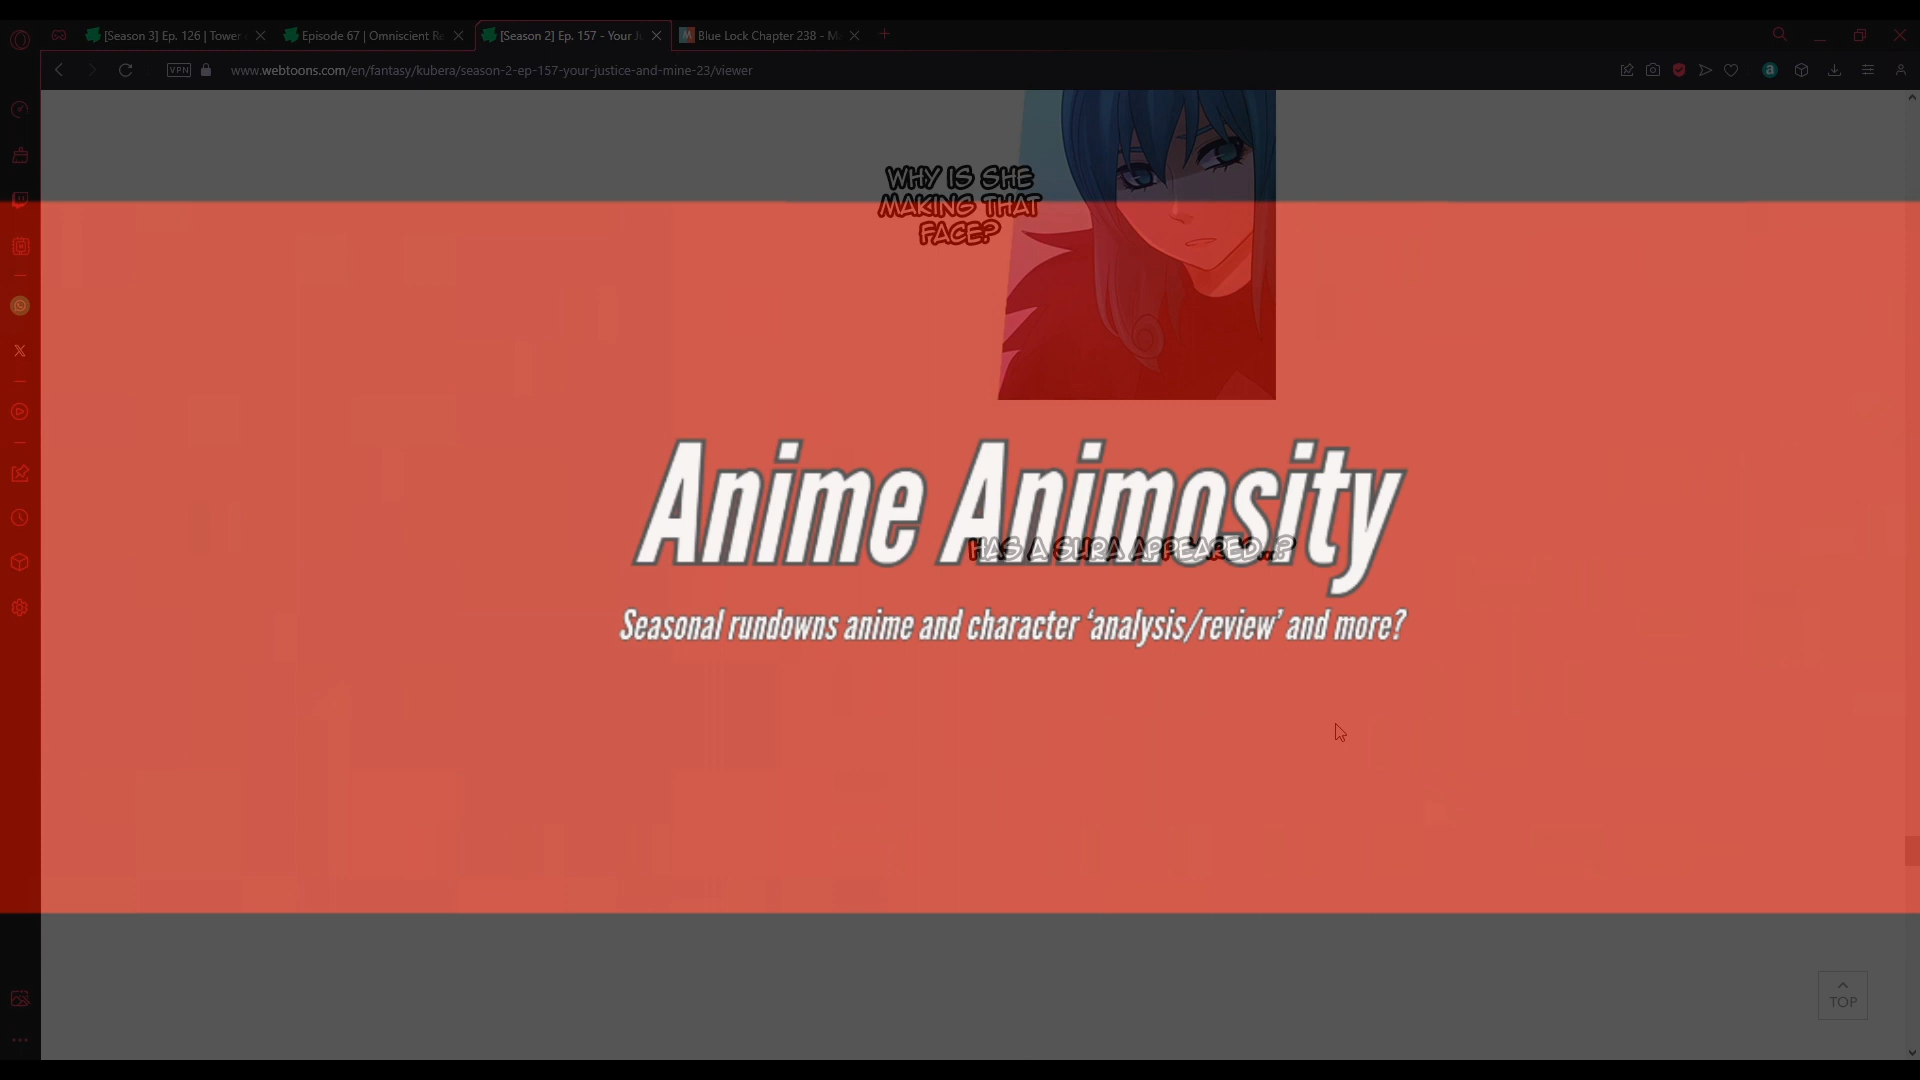 [Season 3] Ep. 126 | Tower
Episode 67 | Omniscient Re
[Season 2] Ep. 157 - Your Ju
Blue Lock Chapter 238 - M
VPN
www.webtoons.com/en/fantasy/kubera/season-2-ep-157-your-justice-and-mine-23/viewer
WHY IS SHE
MAKING THAT
FACE?
Anime Animosity
HAS A SURA APPEARED...?
Seasonal rundowns anime and character ‘analysis/review’ and more?
TOP